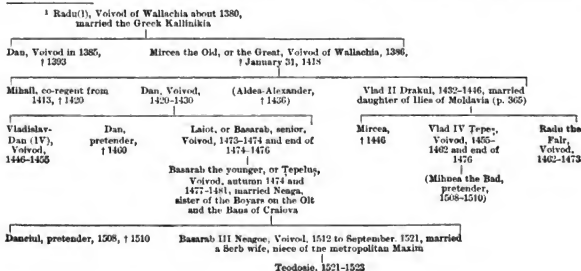 ¹ Radu(l), Voivod of Wallachia about 1380,
married the Greek Kallinikia
Dan, Voivod in 1385,
† 1393
Mircea the Old, or the Great, Voivod of Wallachia, 1386,
† January 31, 1418
Mihail, co-regent from
1413, † 1420
Dan, Voivod,
1420–1430
(Aldea-Alexander,
† 1436)
Vlad II Drakul, 1432–1446, married
daughter of Ilies of Moldavia (p. 365)
Vladislav-
Dan (IV),
Voivod,
1446–1455
Dan,
pretender,
† 1460
Laiot, or Basarab, senior,
Voivod, 1473–1474 and end of
1474–1476
Mircea,
† 1446
Vlad IV Tepeş,
Voivod, 1455–
1462 and end of
1476
Radu the
Fair,
Voivod,
1462–1473
Basarab the younger, or Ţepeluş,
Voivod, autumn 1474 and
1477–1481, married Neaga,
sister of the Boyars on the Olt
and the Bans of Craiova
(Mihnea the Bad,
pretender,
1508–1510)
Danciul, pretender, 1508, † 1510
Basarab III Neagoe, Voivod, 1512 to September, 1521, married
a Serb wife, niece of the metropolitan Maxim
Teodosie, 1521–1523